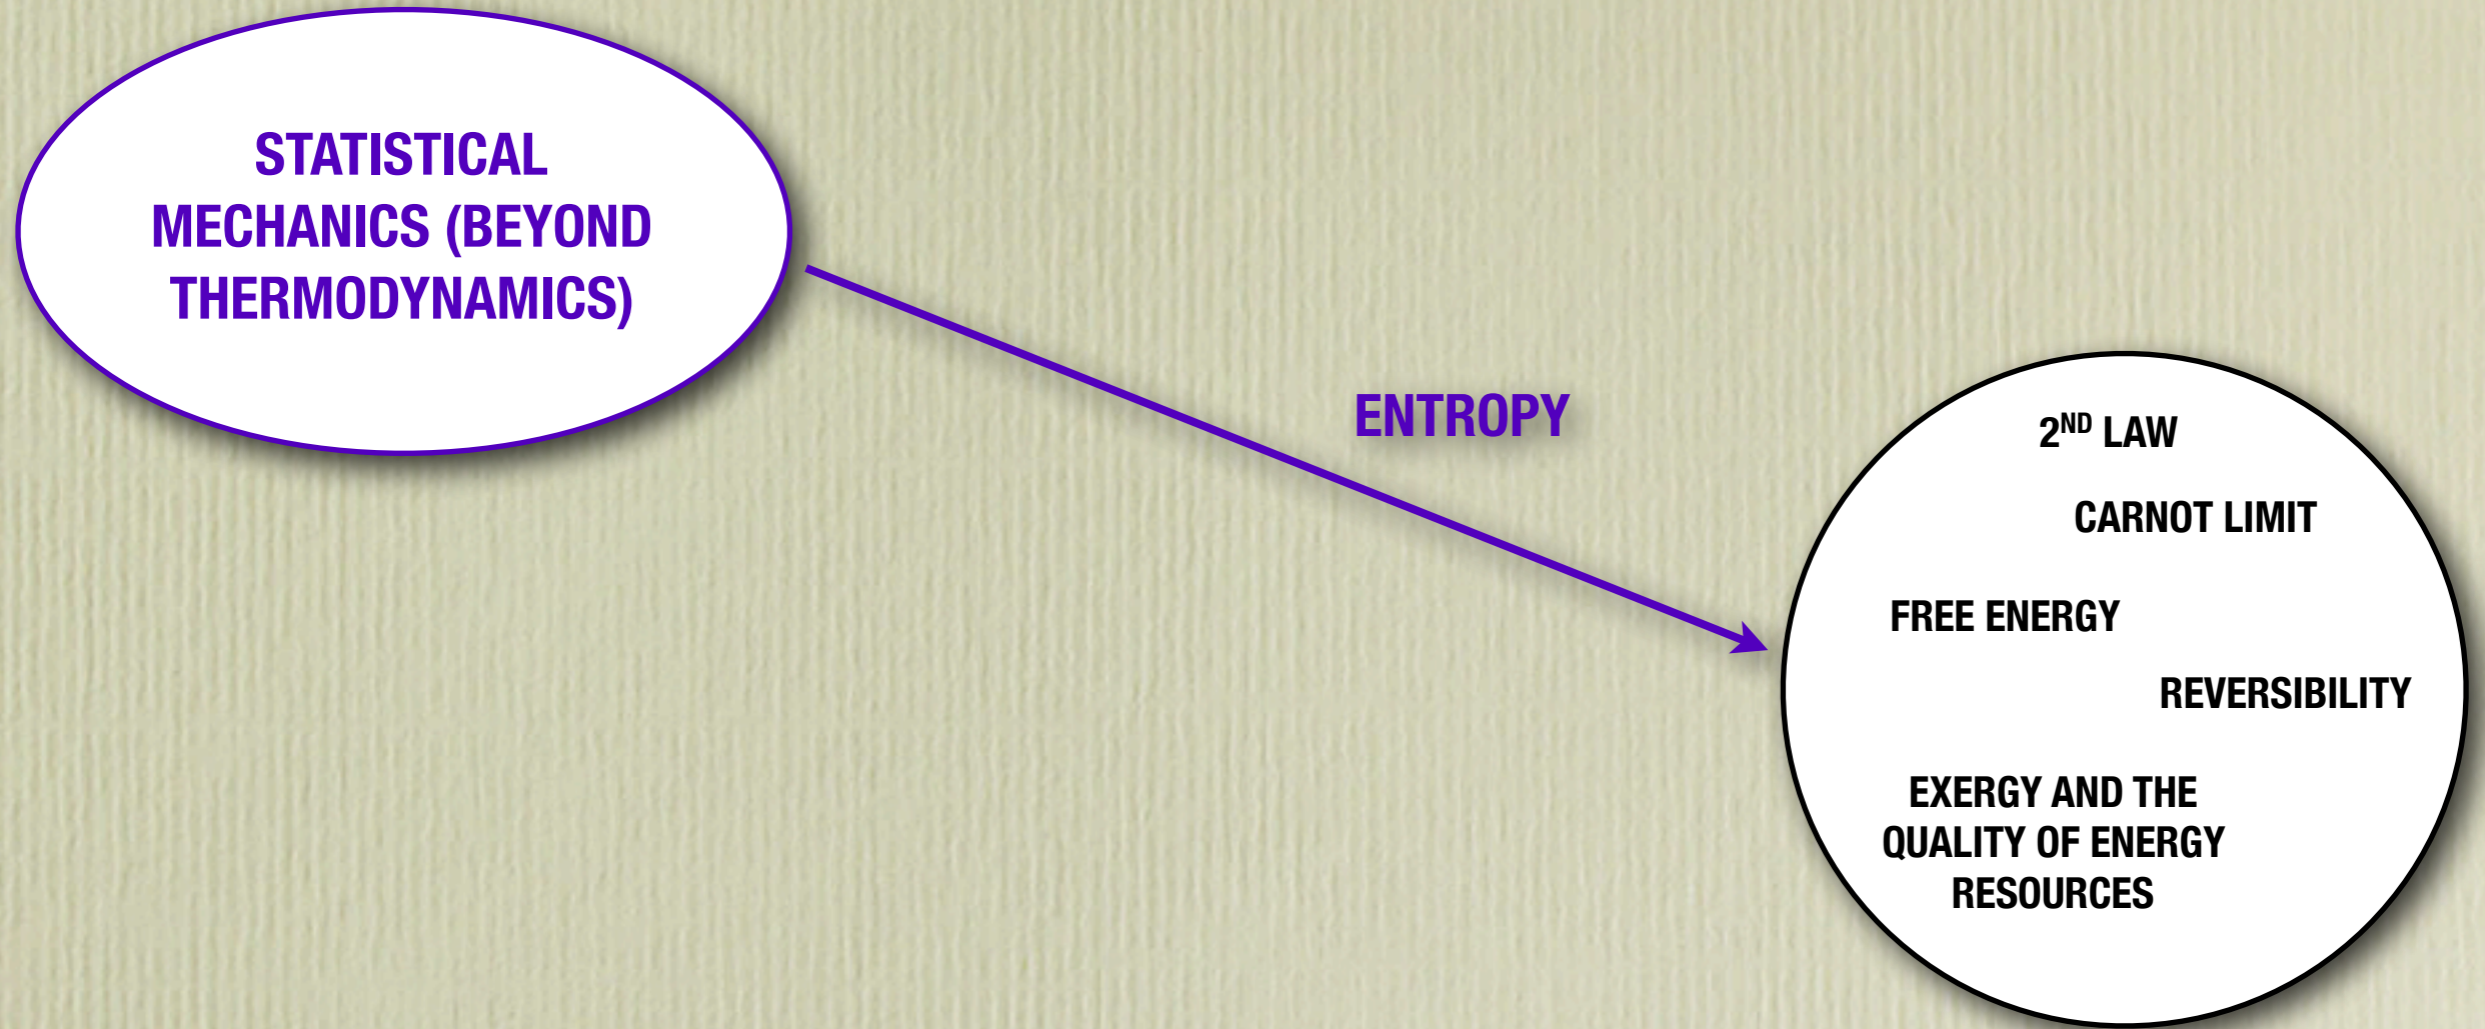 STATISTICAL
MECHANICS (BEYOND
THERMODYNAMICS)
ENTROPY
2ND LAW
CARNOT LIMIT
FREE ENERGY
REVERSIBILITY
EXERGY AND THE
QUALITY OF ENERGY
RESOURCES